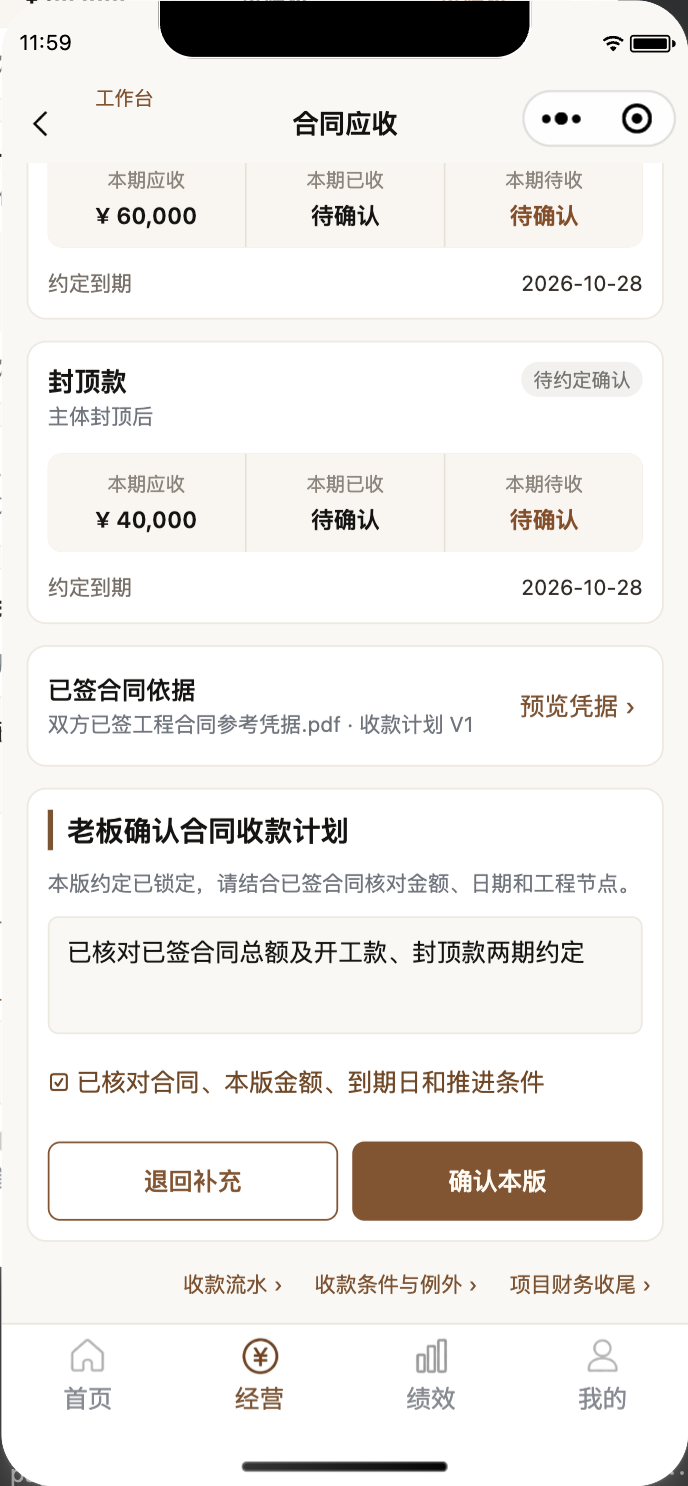 11:59
工作台
合同应收
本期应收 本期已收 本期待收
¥ 60,000 待确认 待确认
约定到期 2026-10-28
封顶款 待约定确认
主体封顶后
本期应收 本期已收 本期待收
¥ 40,000 待确认 待确认
约定到期 2026-10-28
已签合同依据
双方已签工程合同参考凭据.pdf · 收款计划 V1
预览凭据 ›
老板确认合同收款计划
本版约定已锁定，请结合已签合同核对金额、日期和工程节点。
已核对已签合同总额及开工款、封顶款两期约定
已核对合同、本版金额、到期日和推进条件
退回补充 确认本版
收款流水 › 收款条件与例外 › 项目财务收尾 ›
首页 经营 绩效 我的